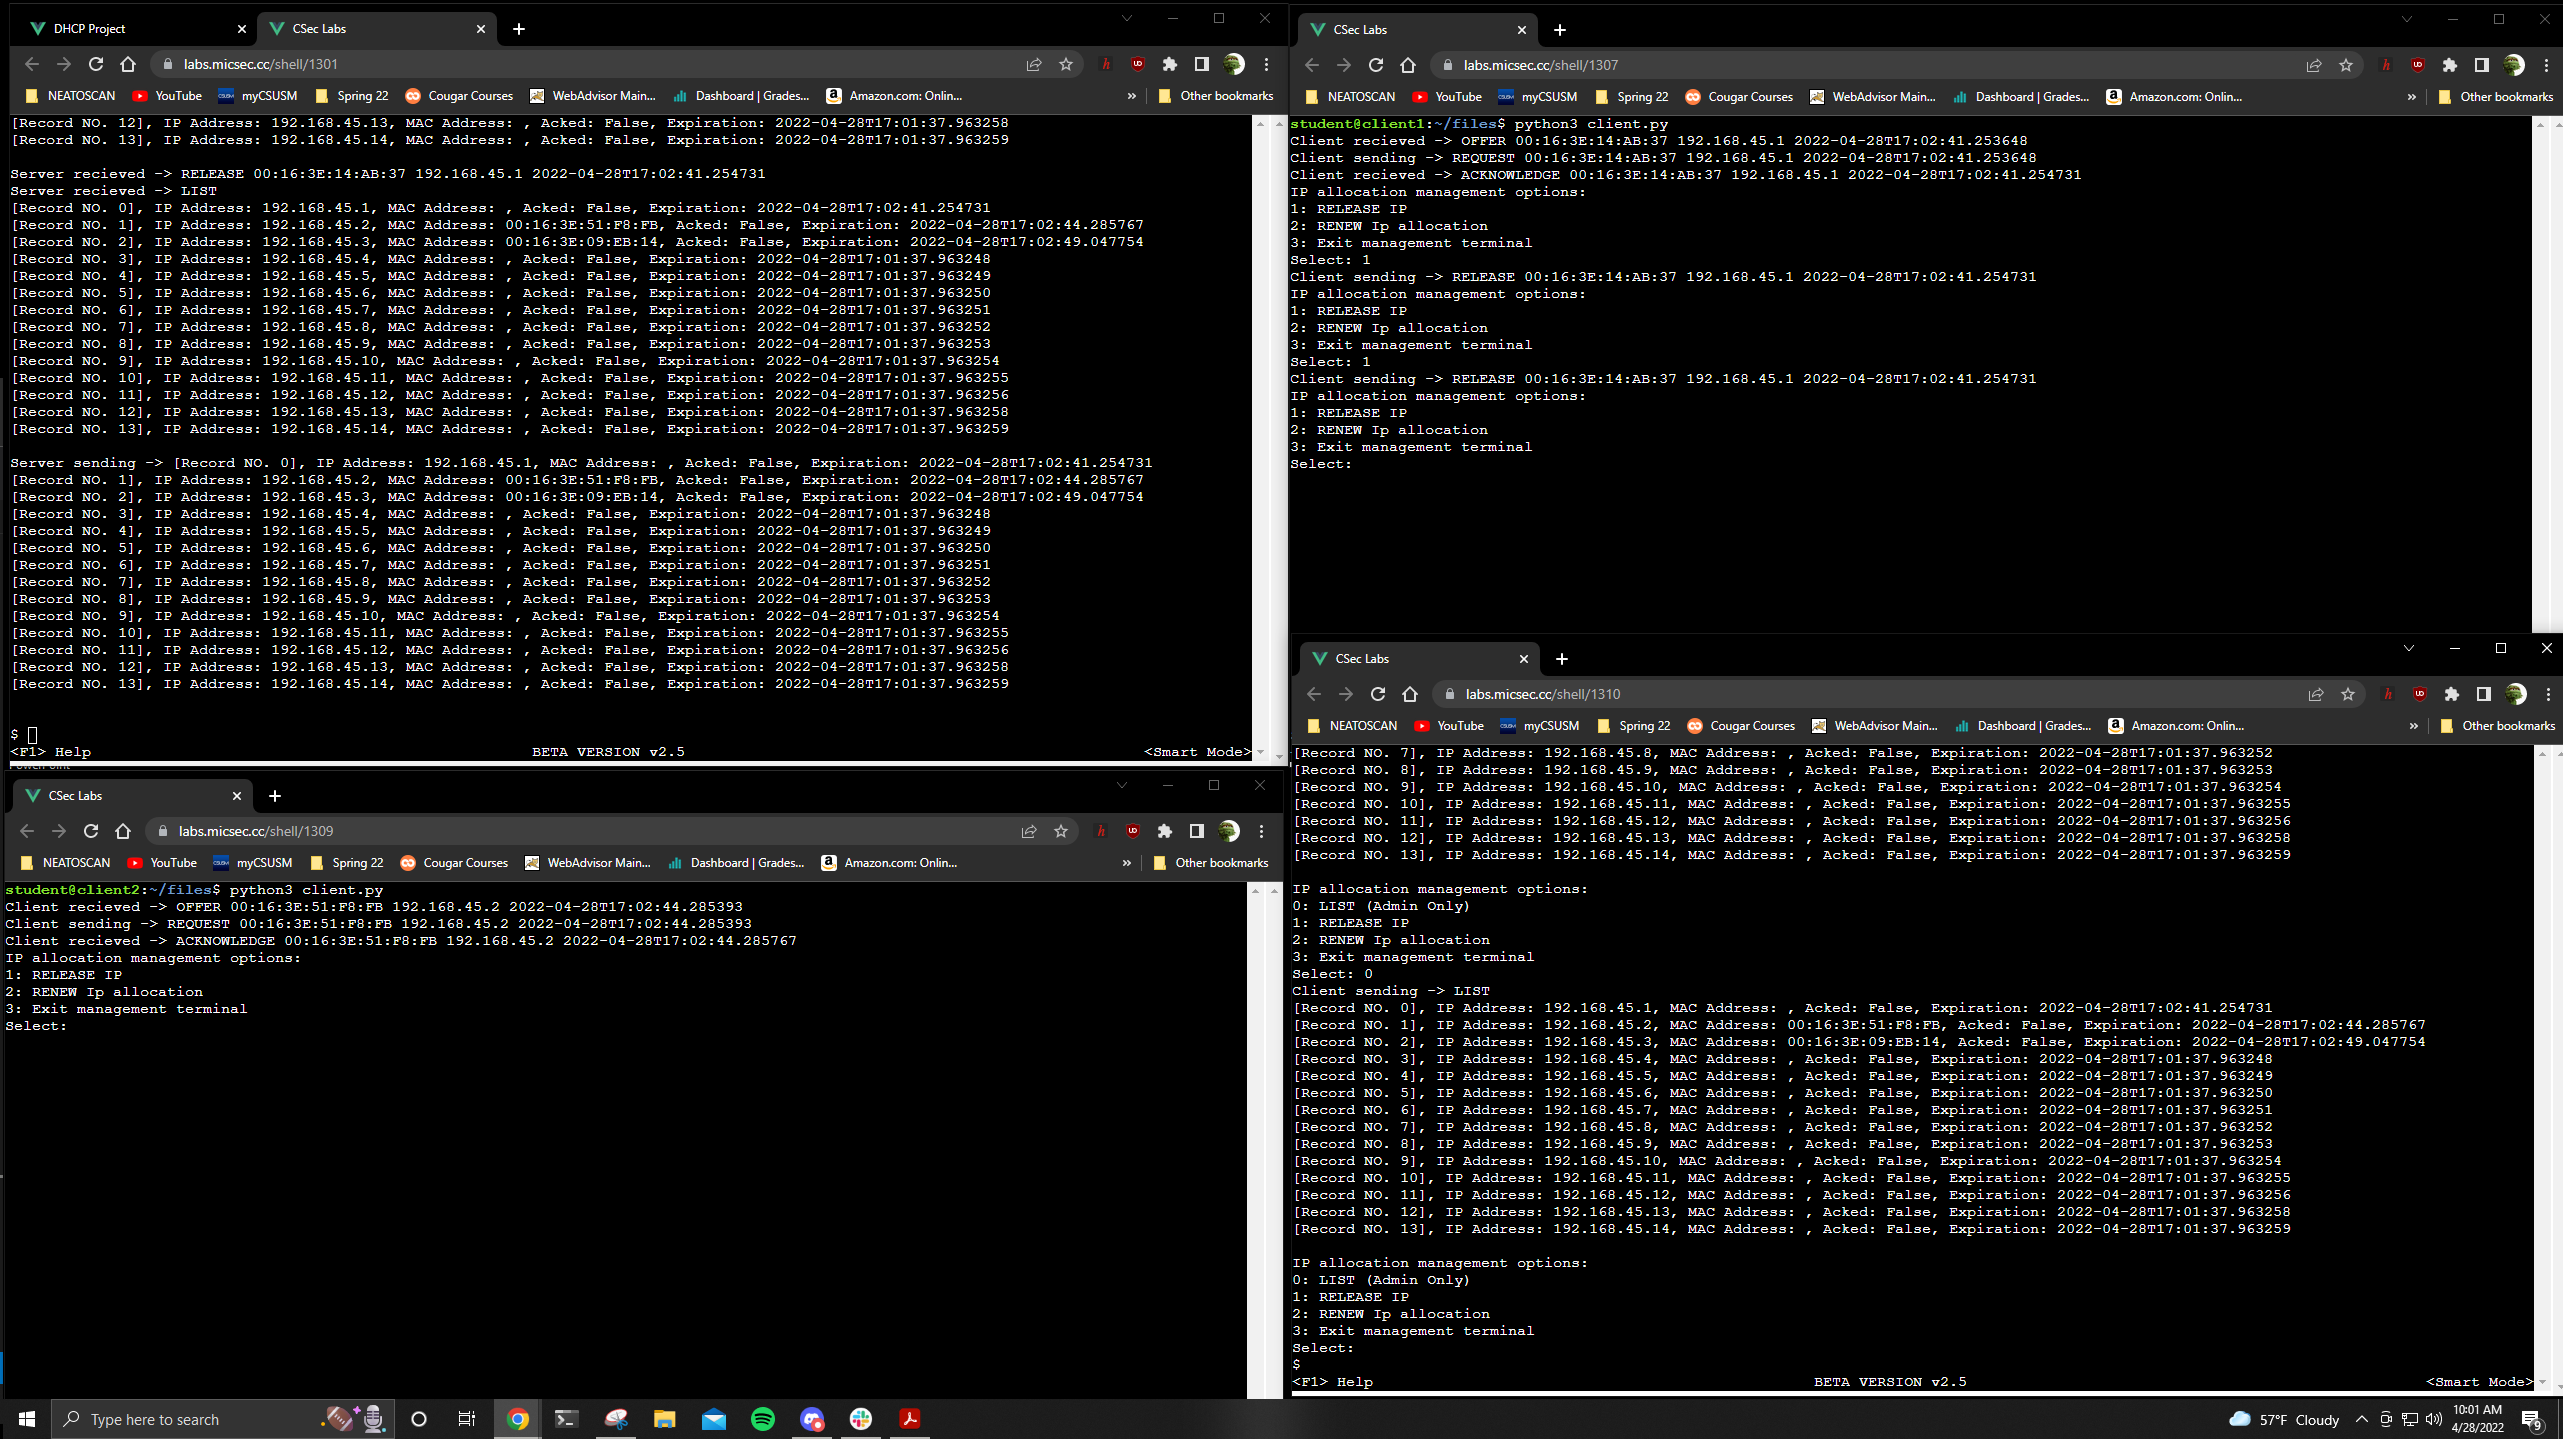 DHCP Project
CSec Labs
labs.micsec.cc/shell/1301
NEATOSCAN YouTube myCSUSM Spring 22 Cougar Courses WebAdvisor Main... Dashboard | Grades... Amazon.com: Onlin... » Other bookmarks
[Record NO. 12], IP Address: 192.168.45.13, MAC Address: , Acked: False, Expiration: 2022-04-28T17:01:37.963258
[Record NO. 13], IP Address: 192.168.45.14, MAC Address: , Acked: False, Expiration: 2022-04-28T17:01:37.963259
Server recieved -> RELEASE 00:16:3E:14:AB:37 192.168.45.1 2022-04-28T17:02:41.254731
Server recieved -> LIST
[Record NO. 0], IP Address: 192.168.45.1, MAC Address: , Acked: False, Expiration: 2022-04-28T17:02:41.254731
[Record NO. 1], IP Address: 192.168.45.2, MAC Address: 00:16:3E:51:F8:FB, Acked: False, Expiration: 2022-04-28T17:02:44.285767
[Record NO. 2], IP Address: 192.168.45.3, MAC Address: 00:16:3E:09:EB:14, Acked: False, Expiration: 2022-04-28T17:02:49.047754
[Record NO. 3], IP Address: 192.168.45.4, MAC Address: , Acked: False, Expiration: 2022-04-28T17:01:37.963248
[Record NO. 4], IP Address: 192.168.45.5, MAC Address: , Acked: False, Expiration: 2022-04-28T17:01:37.963249
[Record NO. 5], IP Address: 192.168.45.6, MAC Address: , Acked: False, Expiration: 2022-04-28T17:01:37.963250
[Record NO. 6], IP Address: 192.168.45.7, MAC Address: , Acked: False, Expiration: 2022-04-28T17:01:37.963251
[Record NO. 7], IP Address: 192.168.45.8, MAC Address: , Acked: False, Expiration: 2022-04-28T17:01:37.963252
[Record NO. 8], IP Address: 192.168.45.9, MAC Address: , Acked: False, Expiration: 2022-04-28T17:01:37.963253
[Record NO. 9], IP Address: 192.168.45.10, MAC Address: , Acked: False, Expiration: 2022-04-28T17:01:37.963254
[Record NO. 10], IP Address: 192.168.45.11, MAC Address: , Acked: False, Expiration: 2022-04-28T17:01:37.963255
[Record NO. 11], IP Address: 192.168.45.12, MAC Address: , Acked: False, Expiration: 2022-04-28T17:01:37.963256
[Record NO. 12], IP Address: 192.168.45.13, MAC Address: , Acked: False, Expiration: 2022-04-28T17:01:37.963258
[Record NO. 13], IP Address: 192.168.45.14, MAC Address: , Acked: False, Expiration: 2022-04-28T17:01:37.963259
Server sending -> [Record NO. 0], IP Address: 192.168.45.1, MAC Address: , Acked: False, Expiration: 2022-04-28T17:02:41.254731
[Record NO. 1], IP Address: 192.168.45.2, MAC Address: 00:16:3E:51:F8:FB, Acked: False, Expiration: 2022-04-28T17:02:44.285767
[Record NO. 2], IP Address: 192.168.45.3, MAC Address: 00:16:3E:09:EB:14, Acked: False, Expiration: 2022-04-28T17:02:49.047754
[Record NO. 3], IP Address: 192.168.45.4, MAC Address: , Acked: False, Expiration: 2022-04-28T17:01:37.963248
[Record NO. 4], IP Address: 192.168.45.5, MAC Address: , Acked: False, Expiration: 2022-04-28T17:01:37.963249
[Record NO. 5], IP Address: 192.168.45.6, MAC Address: , Acked: False, Expiration: 2022-04-28T17:01:37.963250
[Record NO. 6], IP Address: 192.168.45.7, MAC Address: , Acked: False, Expiration: 2022-04-28T17:01:37.963251
[Record NO. 7], IP Address: 192.168.45.8, MAC Address: , Acked: False, Expiration: 2022-04-28T17:01:37.963252
[Record NO. 8], IP Address: 192.168.45.9, MAC Address: , Acked: False, Expiration: 2022-04-28T17:01:37.963253
[Record NO. 9], IP Address: 192.168.45.10, MAC Address: , Acked: False, Expiration: 2022-04-28T17:01:37.963254
[Record NO. 10], IP Address: 192.168.45.11, MAC Address: , Acked: False, Expiration: 2022-04-28T17:01:37.963255
[Record NO. 11], IP Address: 192.168.45.12, MAC Address: , Acked: False, Expiration: 2022-04-28T17:01:37.963256
[Record NO. 12], IP Address: 192.168.45.13, MAC Address: , Acked: False, Expiration: 2022-04-28T17:01:37.963258
[Record NO. 13], IP Address: 192.168.45.14, MAC Address: , Acked: False, Expiration: 2022-04-28T17:01:37.963259
$
<F1> Help BETA VERSION v2.5 <Smart Mode>
CSec Labs
labs.micsec.cc/shell/1307
NEATOSCAN YouTube myCSUSM Spring 22 Cougar Courses WebAdvisor Main... Dashboard | Grades... Amazon.com: Onlin... » Other bookmarks
student@client1:~/files$ python3 client.py
Client recieved -> OFFER 00:16:3E:14:AB:37 192.168.45.1 2022-04-28T17:02:41.253648
Client sending -> REQUEST 00:16:3E:14:AB:37 192.168.45.1 2022-04-28T17:02:41.253648
Client recieved -> ACKNOWLEDGE 00:16:3E:14:AB:37 192.168.45.1 2022-04-28T17:02:41.254731
IP allocation management options:
1: RELEASE IP
2: RENEW Ip allocation
3: Exit management terminal
Select: 1
Client sending -> RELEASE 00:16:3E:14:AB:37 192.168.45.1 2022-04-28T17:02:41.254731
IP allocation management options:
1: RELEASE IP
2: RENEW Ip allocation
3: Exit management terminal
Select: 1
Client sending -> RELEASE 00:16:3E:14:AB:37 192.168.45.1 2022-04-28T17:02:41.254731
IP allocation management options:
1: RELEASE IP
2: RENEW Ip allocation
3: Exit management terminal
Select:
CSec Labs
labs.micsec.cc/shell/1309
NEATOSCAN YouTube myCSUSM Spring 22 Cougar Courses WebAdvisor Main... Dashboard | Grades... Amazon.com: Onlin... » Other bookmarks
student@client2:~/files$ python3 client.py
Client recieved -> OFFER 00:16:3E:51:F8:FB 192.168.45.2 2022-04-28T17:02:44.285393
Client sending -> REQUEST 00:16:3E:51:F8:FB 192.168.45.2 2022-04-28T17:02:44.285393
Client recieved -> ACKNOWLEDGE 00:16:3E:51:F8:FB 192.168.45.2 2022-04-28T17:02:44.285767
IP allocation management options:
1: RELEASE IP
2: RENEW Ip allocation
3: Exit management terminal
Select:
CSec Labs
labs.micsec.cc/shell/1310
NEATOSCAN YouTube myCSUSM Spring 22 Cougar Courses WebAdvisor Main... Dashboard | Grades... Amazon.com: Onlin... » Other bookmarks
[Record NO. 7], IP Address: 192.168.45.8, MAC Address: , Acked: False, Expiration: 2022-04-28T17:01:37.963252
[Record NO. 8], IP Address: 192.168.45.9, MAC Address: , Acked: False, Expiration: 2022-04-28T17:01:37.963253
[Record NO. 9], IP Address: 192.168.45.10, MAC Address: , Acked: False, Expiration: 2022-04-28T17:01:37.963254
[Record NO. 10], IP Address: 192.168.45.11, MAC Address: , Acked: False, Expiration: 2022-04-28T17:01:37.963255
[Record NO. 11], IP Address: 192.168.45.12, MAC Address: , Acked: False, Expiration: 2022-04-28T17:01:37.963256
[Record NO. 12], IP Address: 192.168.45.13, MAC Address: , Acked: False, Expiration: 2022-04-28T17:01:37.963258
[Record NO. 13], IP Address: 192.168.45.14, MAC Address: , Acked: False, Expiration: 2022-04-28T17:01:37.963259
IP allocation management options:
0: LIST (Admin Only)
1: RELEASE IP
2: RENEW Ip allocation
3: Exit management terminal
Select: 0
Client sending -> LIST
[Record NO. 0], IP Address: 192.168.45.1, MAC Address: , Acked: False, Expiration: 2022-04-28T17:02:41.254731
[Record NO. 1], IP Address: 192.168.45.2, MAC Address: 00:16:3E:51:F8:FB, Acked: False, Expiration: 2022-04-28T17:02:44.285767
[Record NO. 2], IP Address: 192.168.45.3, MAC Address: 00:16:3E:09:EB:14, Acked: False, Expiration: 2022-04-28T17:02:49.047754
[Record NO. 3], IP Address: 192.168.45.4, MAC Address: , Acked: False, Expiration: 2022-04-28T17:01:37.963248
[Record NO. 4], IP Address: 192.168.45.5, MAC Address: , Acked: False, Expiration: 2022-04-28T17:01:37.963249
[Record NO. 5], IP Address: 192.168.45.6, MAC Address: , Acked: False, Expiration: 2022-04-28T17:01:37.963250
[Record NO. 6], IP Address: 192.168.45.7, MAC Address: , Acked: False, Expiration: 2022-04-28T17:01:37.963251
[Record NO. 7], IP Address: 192.168.45.8, MAC Address: , Acked: False, Expiration: 2022-04-28T17:01:37.963252
[Record NO. 8], IP Address: 192.168.45.9, MAC Address: , Acked: False, Expiration: 2022-04-28T17:01:37.963253
[Record NO. 9], IP Address: 192.168.45.10, MAC Address: , Acked: False, Expiration: 2022-04-28T17:01:37.963254
[Record NO. 10], IP Address: 192.168.45.11, MAC Address: , Acked: False, Expiration: 2022-04-28T17:01:37.963255
[Record NO. 11], IP Address: 192.168.45.12, MAC Address: , Acked: False, Expiration: 2022-04-28T17:01:37.963256
[Record NO. 12], IP Address: 192.168.45.13, MAC Address: , Acked: False, Expiration: 2022-04-28T17:01:37.963258
[Record NO. 13], IP Address: 192.168.45.14, MAC Address: , Acked: False, Expiration: 2022-04-28T17:01:37.963259
IP allocation management options:
0: LIST (Admin Only)
1: RELEASE IP
2: RENEW Ip allocation
3: Exit management terminal
Select:
$
<F1> Help BETA VERSION v2.5 <Smart Mode>
Type here to search
57°F Cloudy
10:01 AM
4/28/2022
9